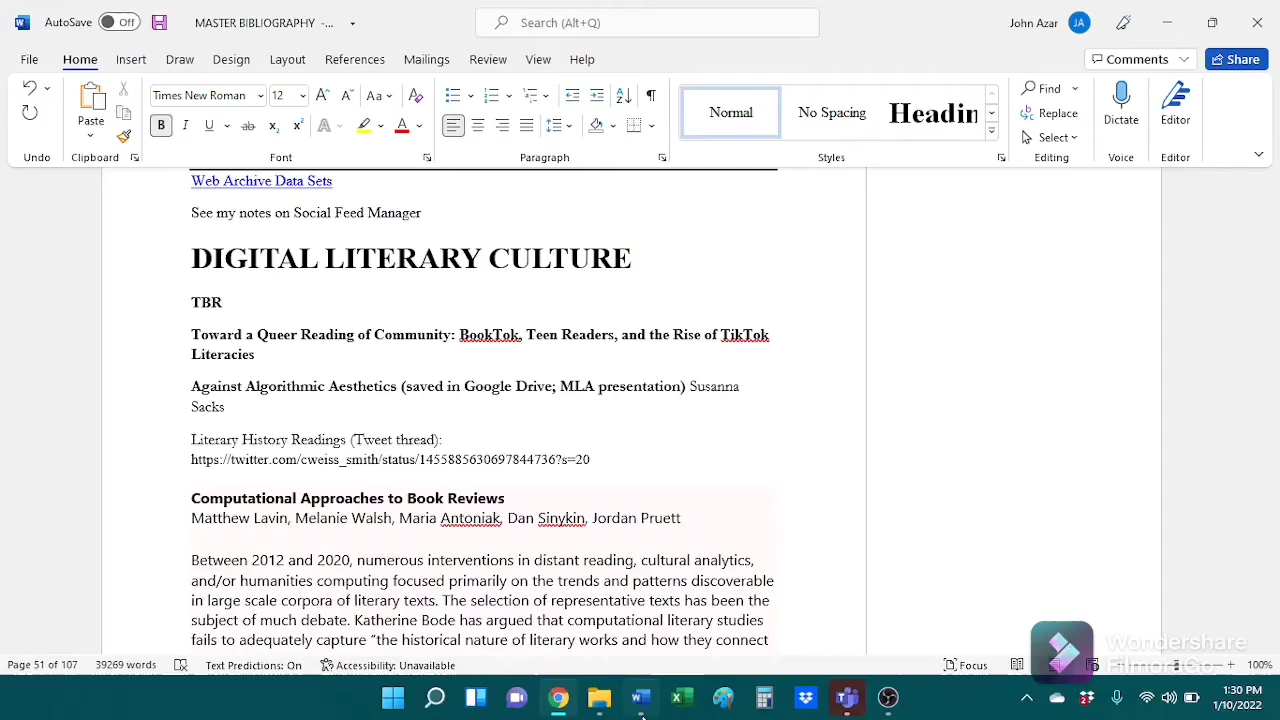 AutoSave Off MASTER BIBLIOGRAPHY -... Search (Alt+Q) John Azar JA
File Home Insert Draw Design Layout References Mailings Review View Help Comments Share
Times New Roman 12 Aa A
Paste B I U ab x₂ x² A A
Normal No Spacing Headin
Find
Replace
Select
Dictate Editor
Undo Clipboard Font Paragraph Styles Editing Voice Editor
Web Archive Data Sets
See my notes on Social Feed Manager
DIGITAL LITERARY CULTURE
TBR
Toward a Queer Reading of Community: BookTok, Teen Readers, and the Rise of TikTok
Literacies
Against Algorithmic Aesthetics (saved in Google Drive; MLA presentation) Susanna
Sacks
Literary History Readings (Tweet thread):
https://twitter.com/cweiss_smith/status/1455885630697844736?s=20
Computational Approaches to Book Reviews
Matthew Lavin, Melanie Walsh, Maria Antoniak, Dan Sinykin, Jordan Pruett
Between 2012 and 2020, numerous interventions in distant reading, cultural analytics,
and/or humanities computing focused primarily on the trends and patterns discoverable
in large scale corpora of literary texts. The selection of representative texts has been the
subject of much debate. Katherine Bode has argued that computational literary studies
fails to adequately capture “the historical nature of literary works and how they connect
Wondershare
FilmoraGo
Page 51 of 107 39269 words Text Predictions: On Accessibility: Unavailable Focus 100%
1:30 PM
1/10/2022